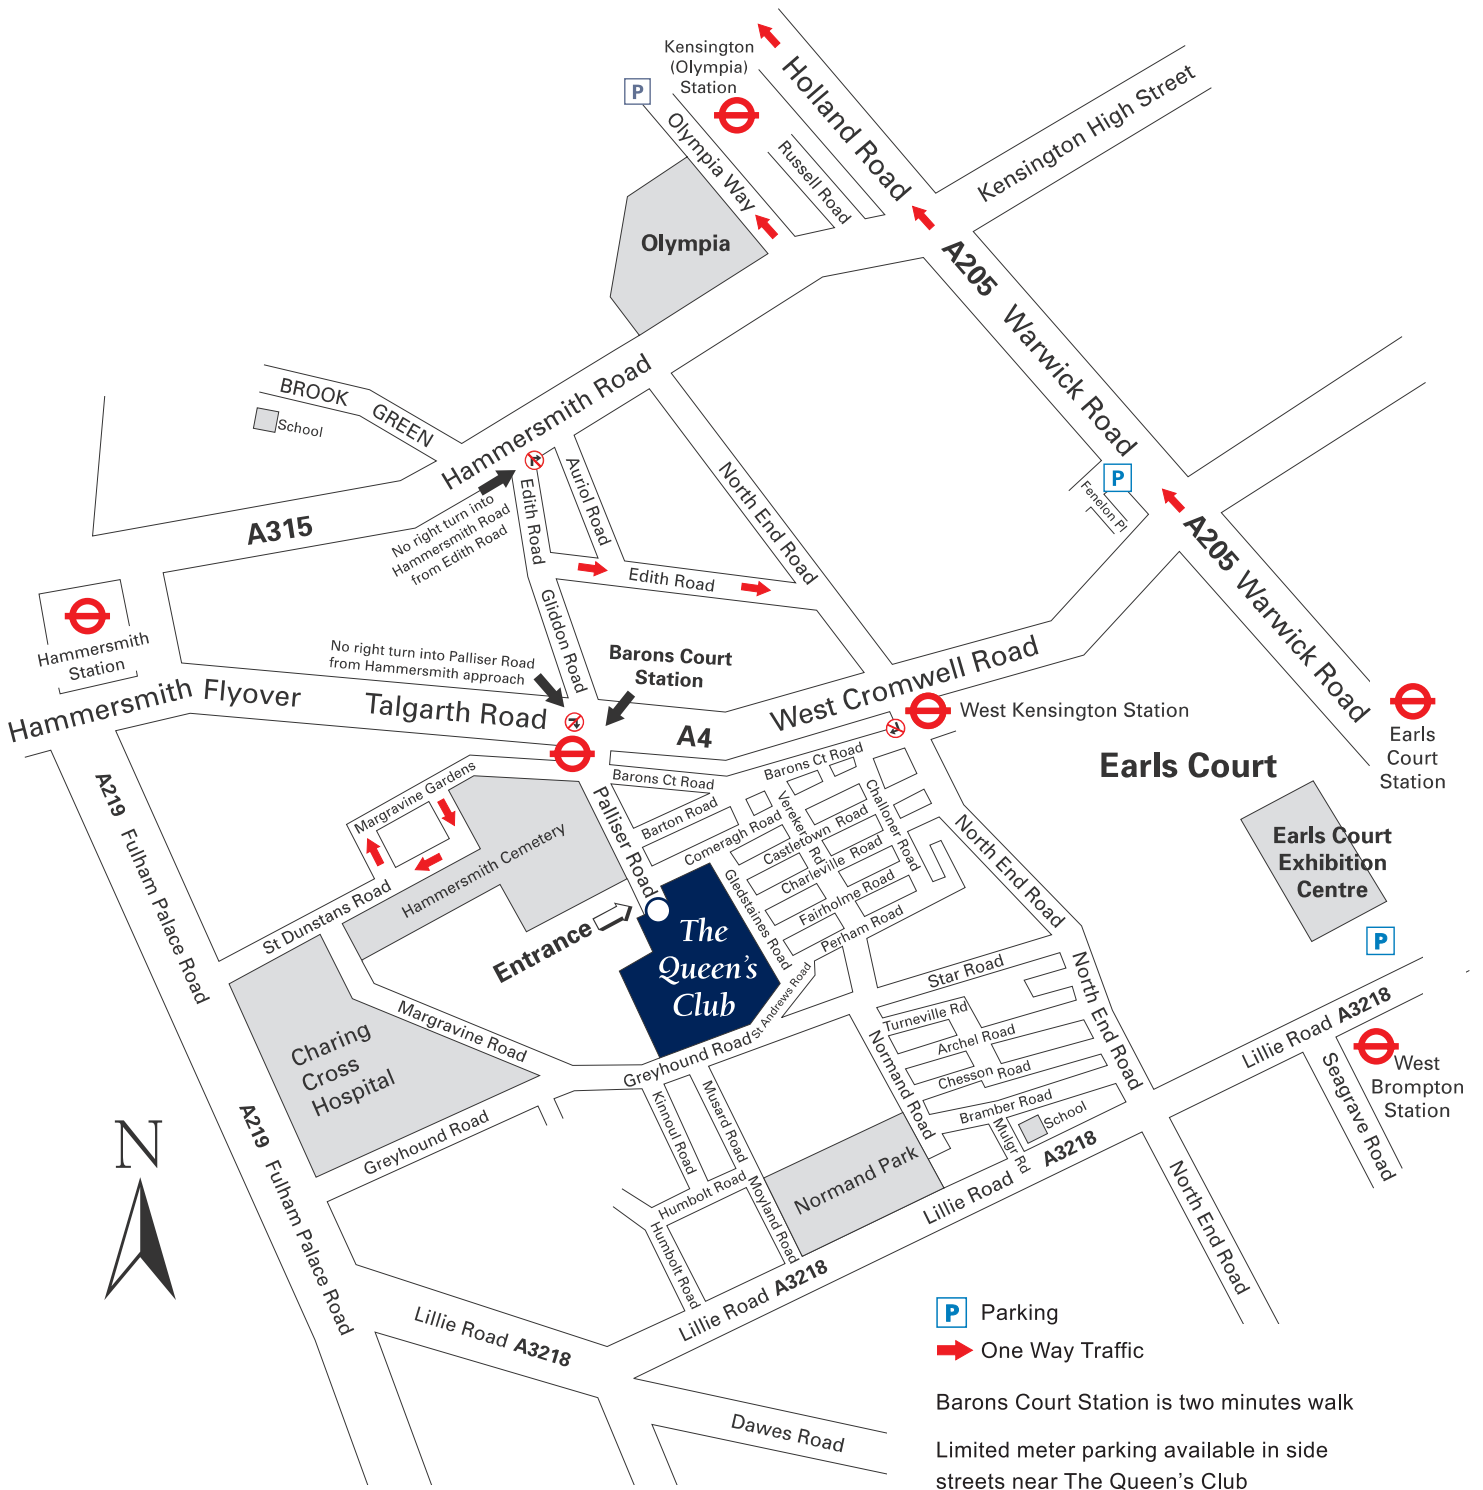 Kensington
(Olympia)
Station
P
Holland Road
Kensington High Street
Olympia Way
Russell Road
Olympia
A205
Warwick Road
BROOK
GREEN
School
Hammersmith Road
A315
No right turn into
Hammersmith Road
from Edith Road
Edith Road
Auriol Road
North End Road
P
Fenelon Pl
A205 Warwick Road
Edith Road
Gliddon Road
Hammersmith
Station
No right turn into Palliser Road
from Hammersmith approach
Barons Court
Station
Hammersmith Flyover
Talgarth Road
A4
West Cromwell Road
West Kensington Station
Earls
Court
Station
Earls Court
Barons Ct Road
Barons Ct Road
Margravine Gardens
A219 Fulham Palace Road
Palliser Road
Barton Road
Comeragh Road
Vereker Rd
Castletown Road
Challoner Road
Charleville Road
Fairholme Road
Perham Road
Gledstaines Road
North End Road
Earls Court
Exhibition
Centre
P
Hammersmith Cemetery
St Dunstans Road
Entrance
The
Queen's
Club
St Andrews Road
Star Road
Turneville Rd
Archel Road
Chesson Road
Bramber Road
School
Mulgr Rd
Normand Road
North End Road
Lillie Road A3218
West
Brompton
Station
Seagrave Road
Charing
Cross
Hospital
Margravine Road
Greyhound Road
Greyhound Road
Kinnoul Road
Musard Road
Humbolt Road
Humbolt Road
Moyland Road
Normand Park
Lillie Road A3218
North End Road
N
A219 Fulham Palace Road
Lillie Road A3218
Lillie Road A3218
Dawes Road
P Parking
One Way Traffic
Barons Court Station is two minutes walk
Limited meter parking available in side
streets near The Queen's Club